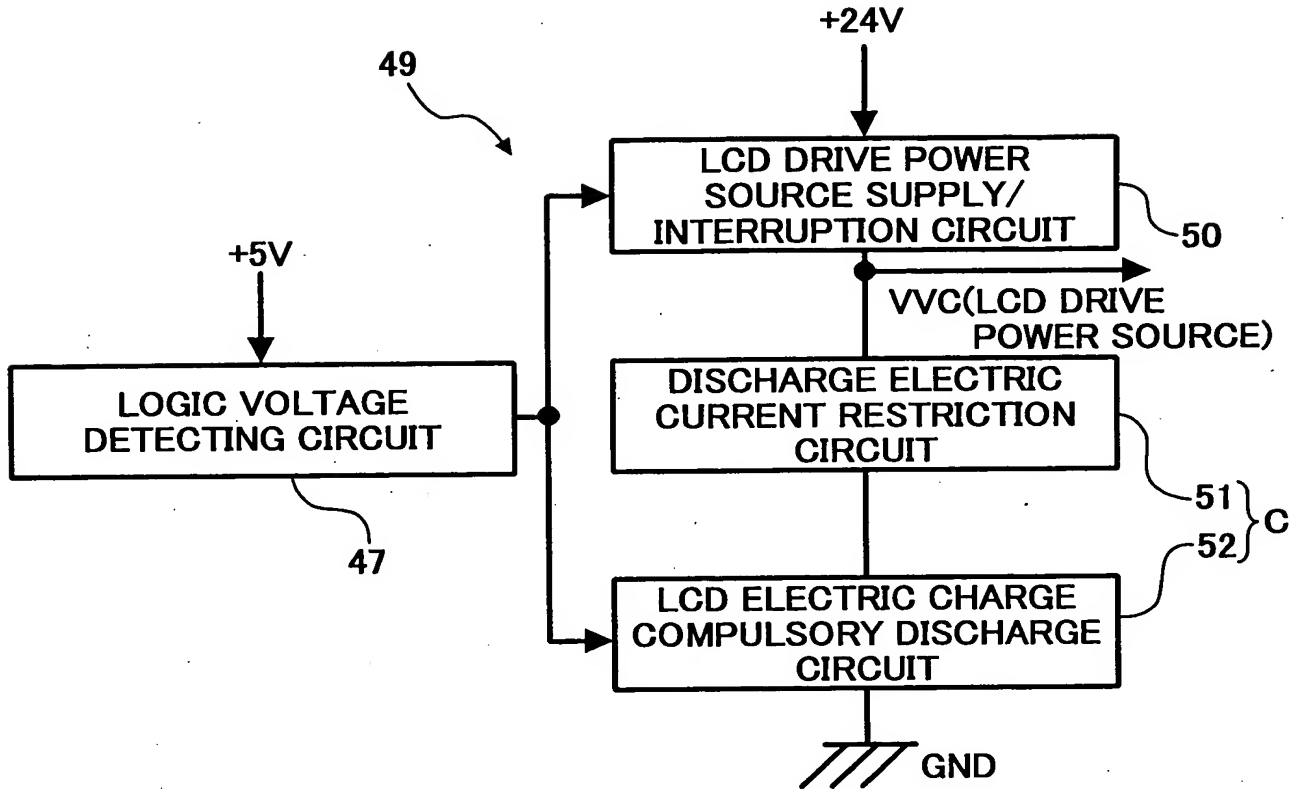 +24V
49
LCD DRIVE POWER
SOURCE SUPPLY/
INTERRUPTION CIRCUIT
50
+5V
VVC(LCD DRIVE
POWER SOURCE)
LOGIC VOLTAGE
DETECTING CIRCUIT
47
DISCHARGE ELECTRIC
CURRENT RESTRICTION
CIRCUIT
51
52
C
LCD ELECTRIC CHARGE
COMPULSORY DISCHARGE
CIRCUIT
GND